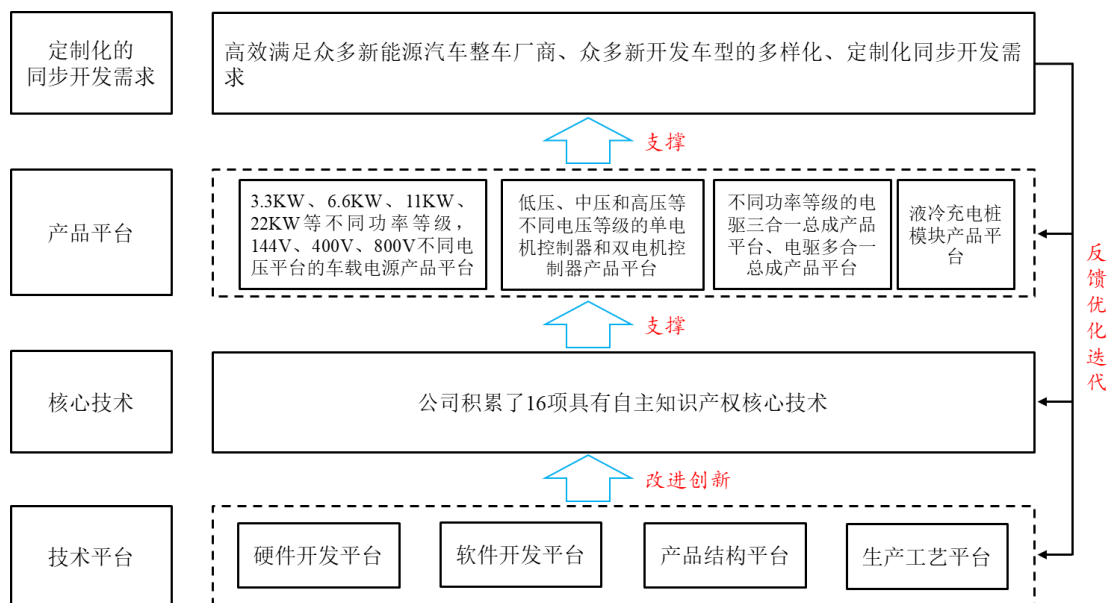 定制化的
同步开发需求
高效满足众多新能源汽车整车厂商、众多新开发车型的多样化、定制化同步开发需
求
支撑
产品平台
3.3KW、6.6KW、11KW、
22KW等不同功率等级，
144V、400V、800V不同电
压平台的车载电源产品平台
低压、中压和高压等
不同电压等级的单电
机控制器和双电机控
制器产品平台
不同功率等级的电
驱三合一总成产品
平台、电驱多合一
总成产品平台
液冷充电桩
模块产品平
台
反
馈
优
化
迭
代
支撑
核心技术
公司积累了16项具有自主知识产权核心技术
改进创新
技术平台
硬件开发平台
软件开发平台
产品结构平台
生产工艺平台